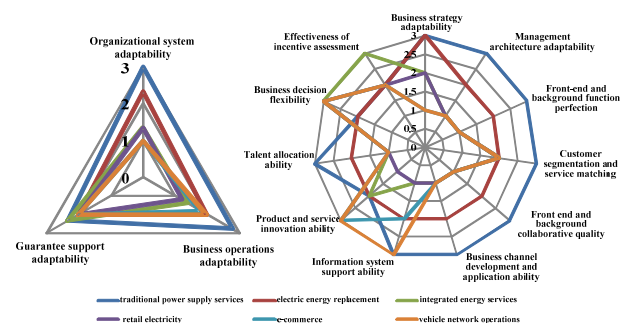 Organizational system
adaptability
3
2
1
0
Guarantee support
adaptability
Business operations
adaptability
Business strategy
adaptability
3
2.5
2
1.5
1
0.5
0
Management
architecture adaptability
Front-end and
background function
perfection
Customer
segmentation and
service matching
Front end and
background
collaborative quality
Business channel
development and
application ability
Information system
support ability
Product and service
innovation ability
Talent allocation
ability
Business decision
flexibility
Effectiveness of
incentive assessment
traditional power supply services
electric energy replacement
integrated energy services
retail electricity
e-commerce
vehicle network operations